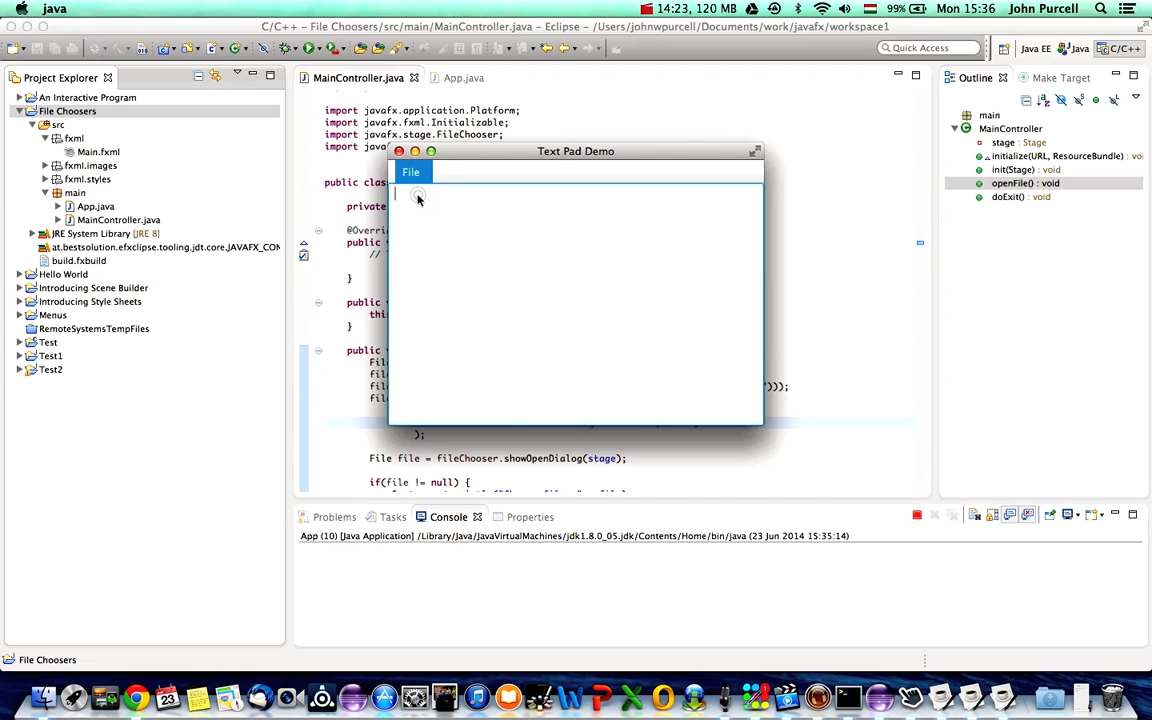 java
14:23, 120 MB
99%
Mon 15:36
John Purcell
C/C++ - File Choosers/src/main/MainController.java - Eclipse - /Users/johnwpurcell/Documents/work/javafx/workspace1
Quick Access
Java EE
Java
C/C++
Project Explorer
An Interactive Program
File Choosers
src
fxml
Main.fxml
fxml.images
fxml.styles
main
App.java
MainController.java
JRE System Library [JRE 8]
at.bestsolution.efxclipse.tooling.jdt.core.JAVAFX_CON
build.fxbuild
Hello World
Introducing Scene Builder
Introducing Style Sheets
Menus
RemoteSystemsTempFiles
Test
Test1
Test2
MainController.java
App.java
import javafx.application.Platform;
import javafx.fxml.Initializable;
import javafx.stage.FileChooser;
import jav
public clas
private
@Overri
public v
//
}
public v
this
}
public v
Fil
fil
fil
")));
fil
);
File file = fileChooser.showOpenDialog(stage);
if(file != null) {
Text Pad Demo
File
Outline
Make Target
main
MainController
stage : Stage
initialize(URL, ResourceBundle) : voi
init(Stage) : void
openFile() : void
doExit() : void
Problems
Tasks
Console
Properties
App (10) [Java Application] /Library/Java/JavaVirtualMachines/jdk1.8.0_05.jdk/Contents/Home/bin/java (23 Jun 2014 15:35:14)
File Choosers
23